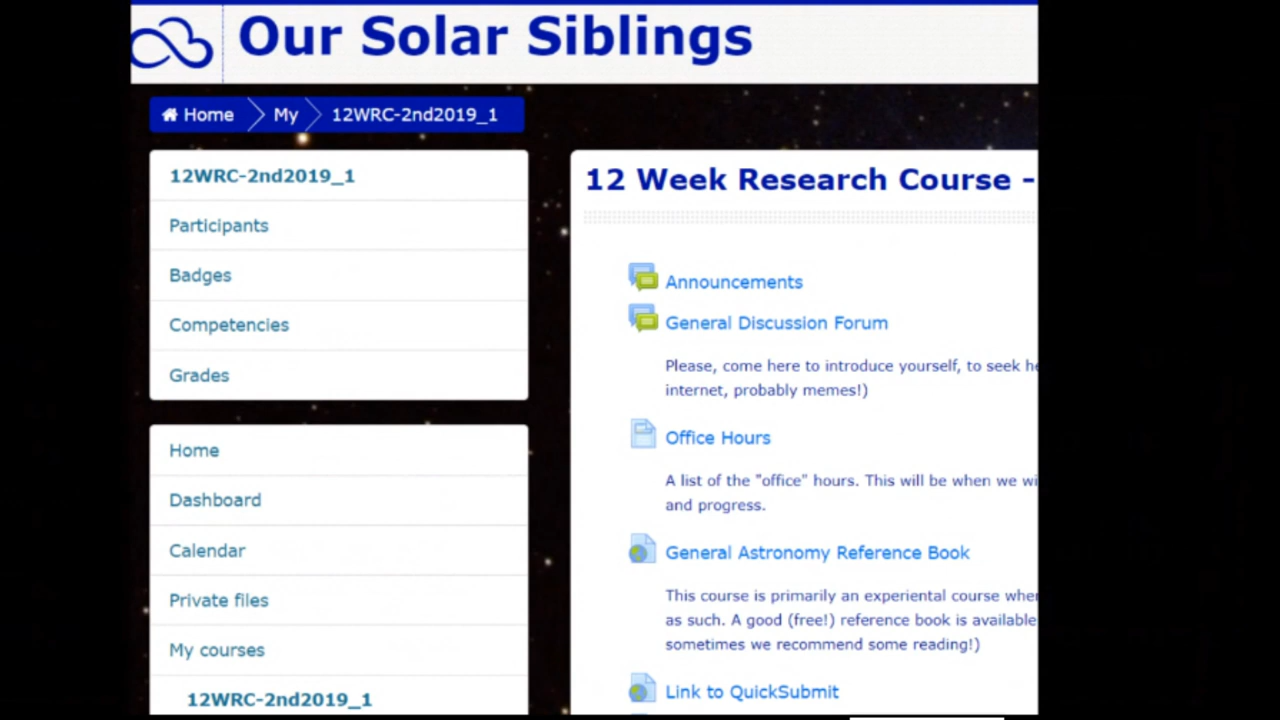 Our Solar Siblings
Home My 12WRC-2nd2019_1
12WRC-2nd2019_1
Participants
Badges
Competencies
Grades
Home
Dashboard
Calendar
Private files
My courses
12WRC-2nd2019_1
12 Week Research Course -
Announcements
General Discussion Forum
Please, come here to introduce yourself, to seek he
internet, probably memes!)
Office Hours
A list of the "office" hours. This will be when we wi
and progress.
General Astronomy Reference Book
This course is primarily an experiental course wher
as such. A good (free!) reference book is available
sometimes we recommend some reading!)
Link to QuickSubmit